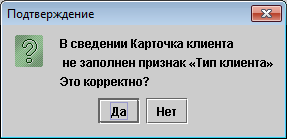 Подтверждение
В сведении Карточка клиента
не заполнен признак «Тип клиента»
Это корректно?
Да Нет